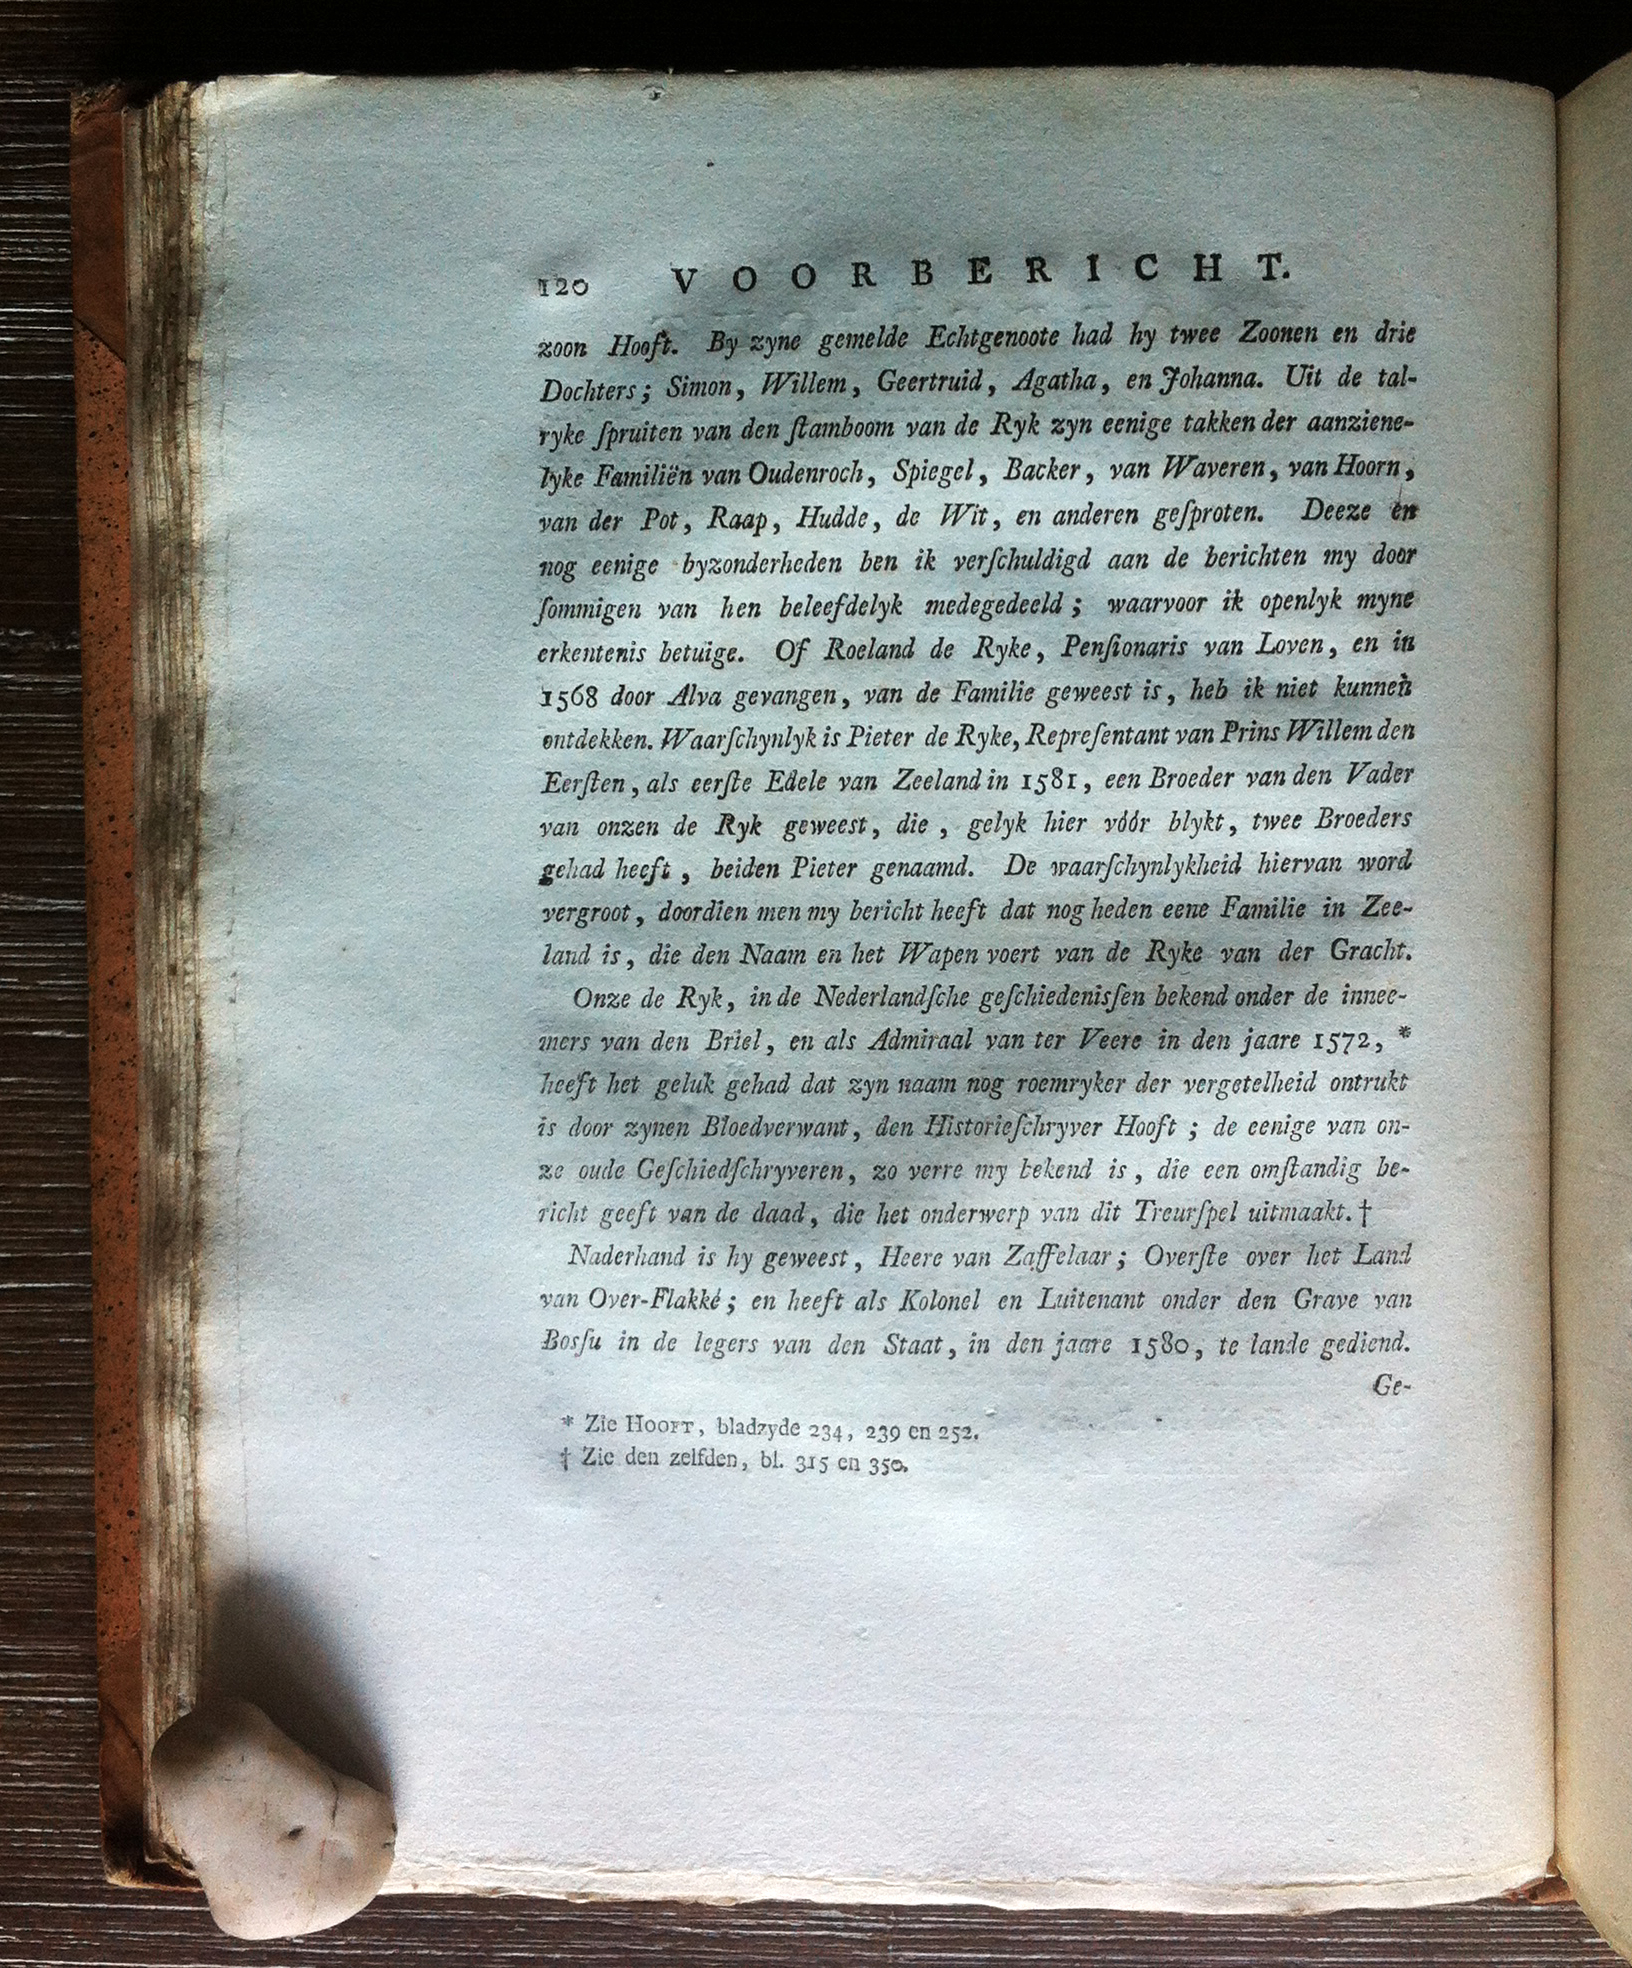 120 VOORBERICHT.
zoon Hooft. By zyne gemelde Echtgenoote had hy twee Zoonen en drie
Dochters; Simon, Willem, Geertruid, Agatha, en Johanna. Uit de tal-
ryke ſpruiten van den ſtamboom van de Ryk zyn eenige takken der aanziene-
lyke Familiën van Oudenroch, Spiegel, Backer, van Waveren, van Hoorn,
van der Pot, Raap, Hudde, de Wit, en anderen geſproten. Deeze en
nog eenige byzonderheden ben ik verſchuldigd aan de berichten my door
ſommigen van hen beleefdelyk medegedeeld; waarvoor ik openlyk myne
erkentenis betuige. Of Roeland de Ryke, Penſionaris van Loven, en in
1568 door Alva gevangen, van de Familie geweest is, heb ik niet kunnen
ontdekken. Waarſchynlyk is Pieter de Ryke, Repreſentant van Prins Willem den
Eerſten, als eerſte Edele van Zeeland in 1581, een Broeder van den Vader
van onzen de Ryk geweest, die, gelyk hier vóór blykt, twee Broeders
gehad heeft, beiden Pieter genaamd. De waarſchynlykheid hiervan word
vergroot, doordien men my bericht heeft dat nog heden eene Familie in Zee-
land is, die den Naam en het Wapen voert van de Ryke van der Gracht.
Onze de Ryk, in de Nederlandſche geſchiedenisſen bekend onder de innee-
mers van den Briel, en als Admiraal van ter Veere in den jaare 1572, *
heeft het geluk gehad dat zyn naam nog roemryker der vergetelheid ontrukt
is door zynen Bloedverwant, den Historieſchryver Hooft; de eenige van on-
ze oude Geſchiedſchryveren, zo verre my bekend is, die een omſtandig be-
richt geeft van de daad, die het onderwerp van dit Treurſpel uitmaakt. †
Naderhand is hy geweest, Heere van Zaffelaar; Overſte over het Land
van Over-Flakké; en heeft als Kolonel en Luitenant onder den Grave van
Bosſu in de legers van den Staat, in den jaare 1580, te lande gediend.
Ge-
* Zie HOOFT, bladzyde 234, 239 en 252.
† Zie den zelfden, bl. 315 en 350.